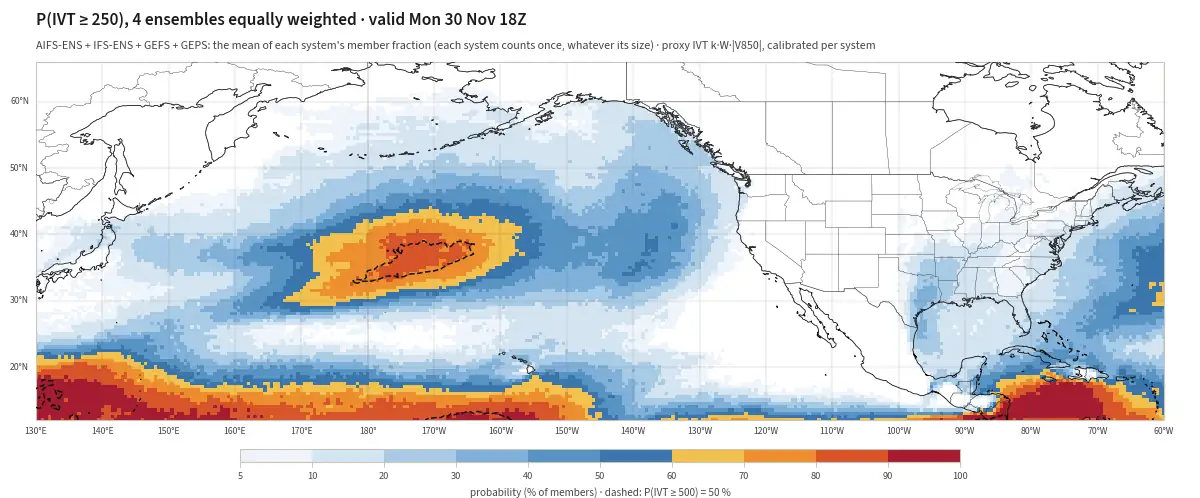 P(IVT ≥ 250), 4 ensembles equally weighted · valid Mon 30 Nov 18Z
AIFS-ENS + IFS-ENS + GEFS + GEPS: the mean of each system's member fraction (each system counts once, whatever its size) · proxy IVT k·W·|V850|, calibrated per system
60°N
50°N
40°N
30°N
20°N
130°E 140°E 150°E 160°E 170°E 180° 170°W 160°W 150°W 140°W 130°W 120°W 110°W 100°W 90°W 80°W 70°W 60°W
5 10 20 30 40 50 60 70 80 90 100
probability (% of members) · dashed: P(IVT ≥ 500) = 50 %